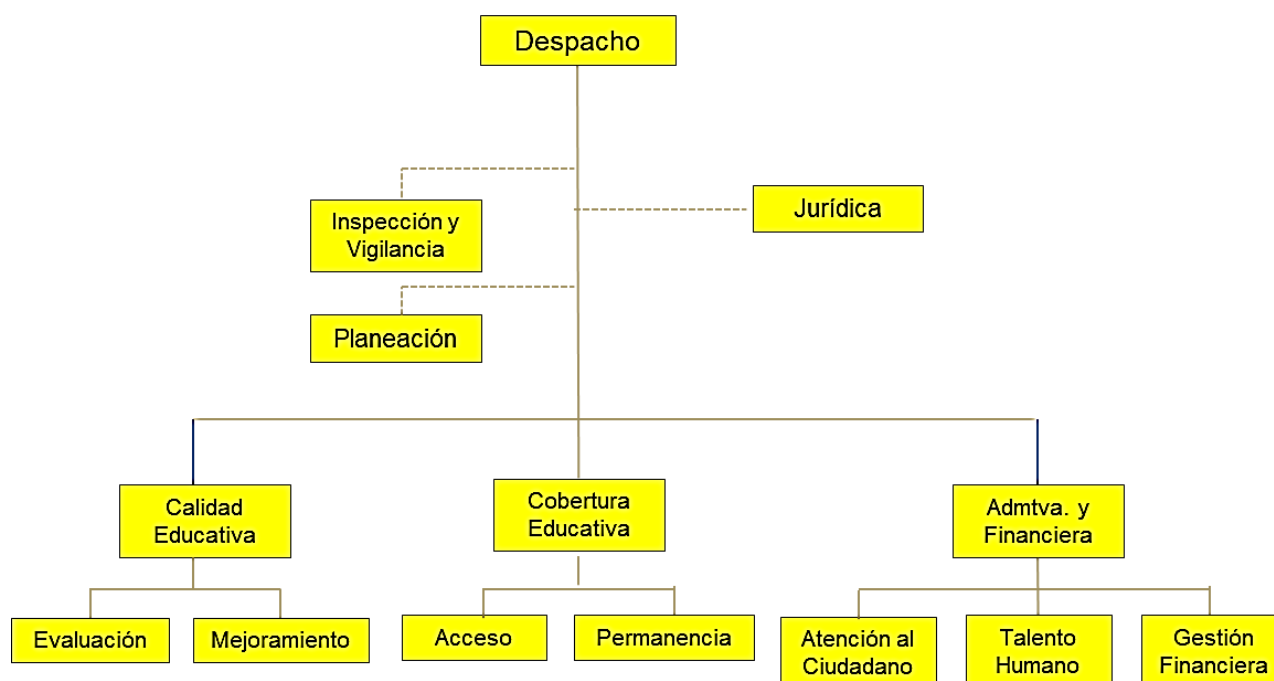 Despacho
Inspección y
Vigilancia
Jurídica
Planeación
Calidad
Educativa
Cobertura
Educativa
Admtva. y
Financiera
Evaluación
Mejoramiento
Acceso
Permanencia
Atención al
Ciudadano
Talento
Humano
Gestión
Financiera